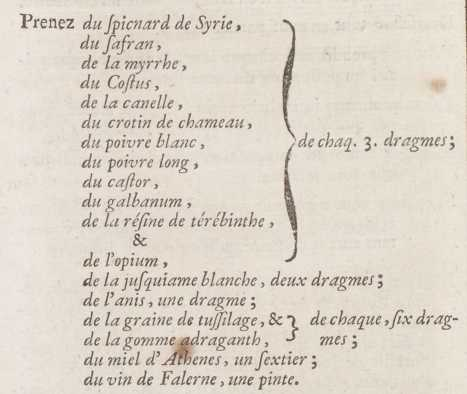 Prenez du ſpicnard de Syrie,
du ſafran,
de la myrrhe,
du Coſtus,
de la canelle,
du crotin de chameau,
du poivre blanc, de chaq. 3. dragmes;
du poivre long,
du caſtor,
du galbanum,
de la réſine de térébinthe,
&
de l'opium,
de la juſquiame blanche, deux dragmes;
de l'anis, une dragme;
de la graine de tuſſilage, & de chaque, ſix drag-
de la gomme adraganth, mes;
du miel d'Athenes, un ſextier;
du vin de Falerne, une pinte.